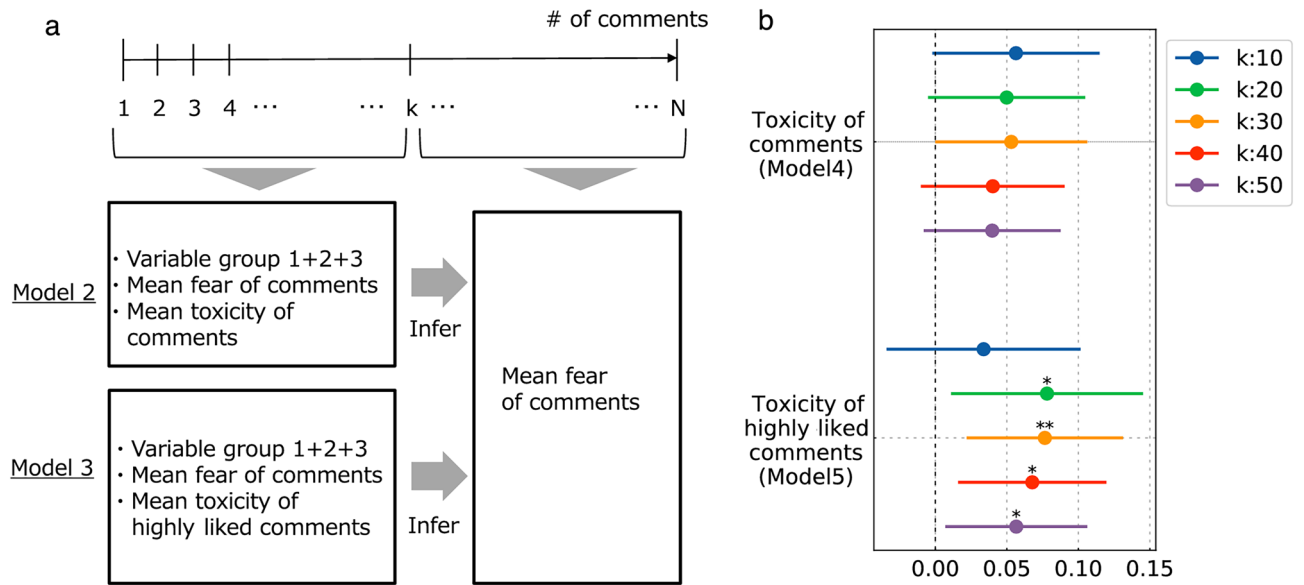 a
# of comments
1 2 3 4 ··· ··· k ··· ··· N
Model 2
· Variable group 1+2+3
· Mean fear of comments
· Mean toxicity of
comments
Infer
Model 3
· Variable group 1+2+3
· Mean fear of comments
· Mean toxicity of
highly liked comments
Infer
Mean fear
of comments
b
Toxicity of
comments
(Model4)
Toxicity of
highly liked
comments
(Model5)
*
**
*
*
0.00 0.05 0.10 0.15
k:10
k:20
k:30
k:40
k:50